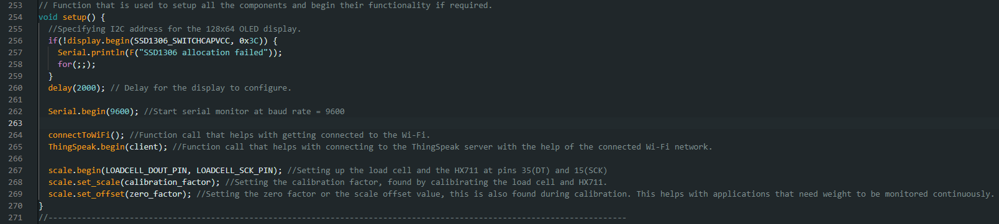 253 // Function that is used to setup all the components and begin their functionality if required.
254 void setup() {
255   //Specifying I2C address for the 128x64 OLED display.
256   if(!display.begin(SSD1306_SWITCHCAPVCC, 0x3C)) {
257     Serial.println(F("SSD1306 allocation failed"));
258     for(;;);
259   }
260   delay(2000); // Delay for the display to configure.
261
262   Serial.begin(9600); //Start serial monitor at baud rate = 9600
263
264   connectToWiFi(); //Function call that helps with getting connected to the Wi-Fi.
265   ThingSpeak.begin(client); //Function call that helps with connecting to the ThingSpeak server with the help of the connected Wi-Fi network.
266
267   scale.begin(LOADCELL_DOUT_PIN, LOADCELL_SCK_PIN); //Setting up the load cell and the HX711 at pins 35(DT) and 15(SCK)
268   scale.set_scale(calibration_factor); //Setting the calibration factor, found by calibirating the load cell and HX711.
269   scale.set_offset(zero_factor); //Setting the zero factor or the scale offset value, this is also found during calibration. This helps with applications that need weight to be monitored continuously.
270 }
271 //-------------------------------------------------------------------------------------------------------------------------